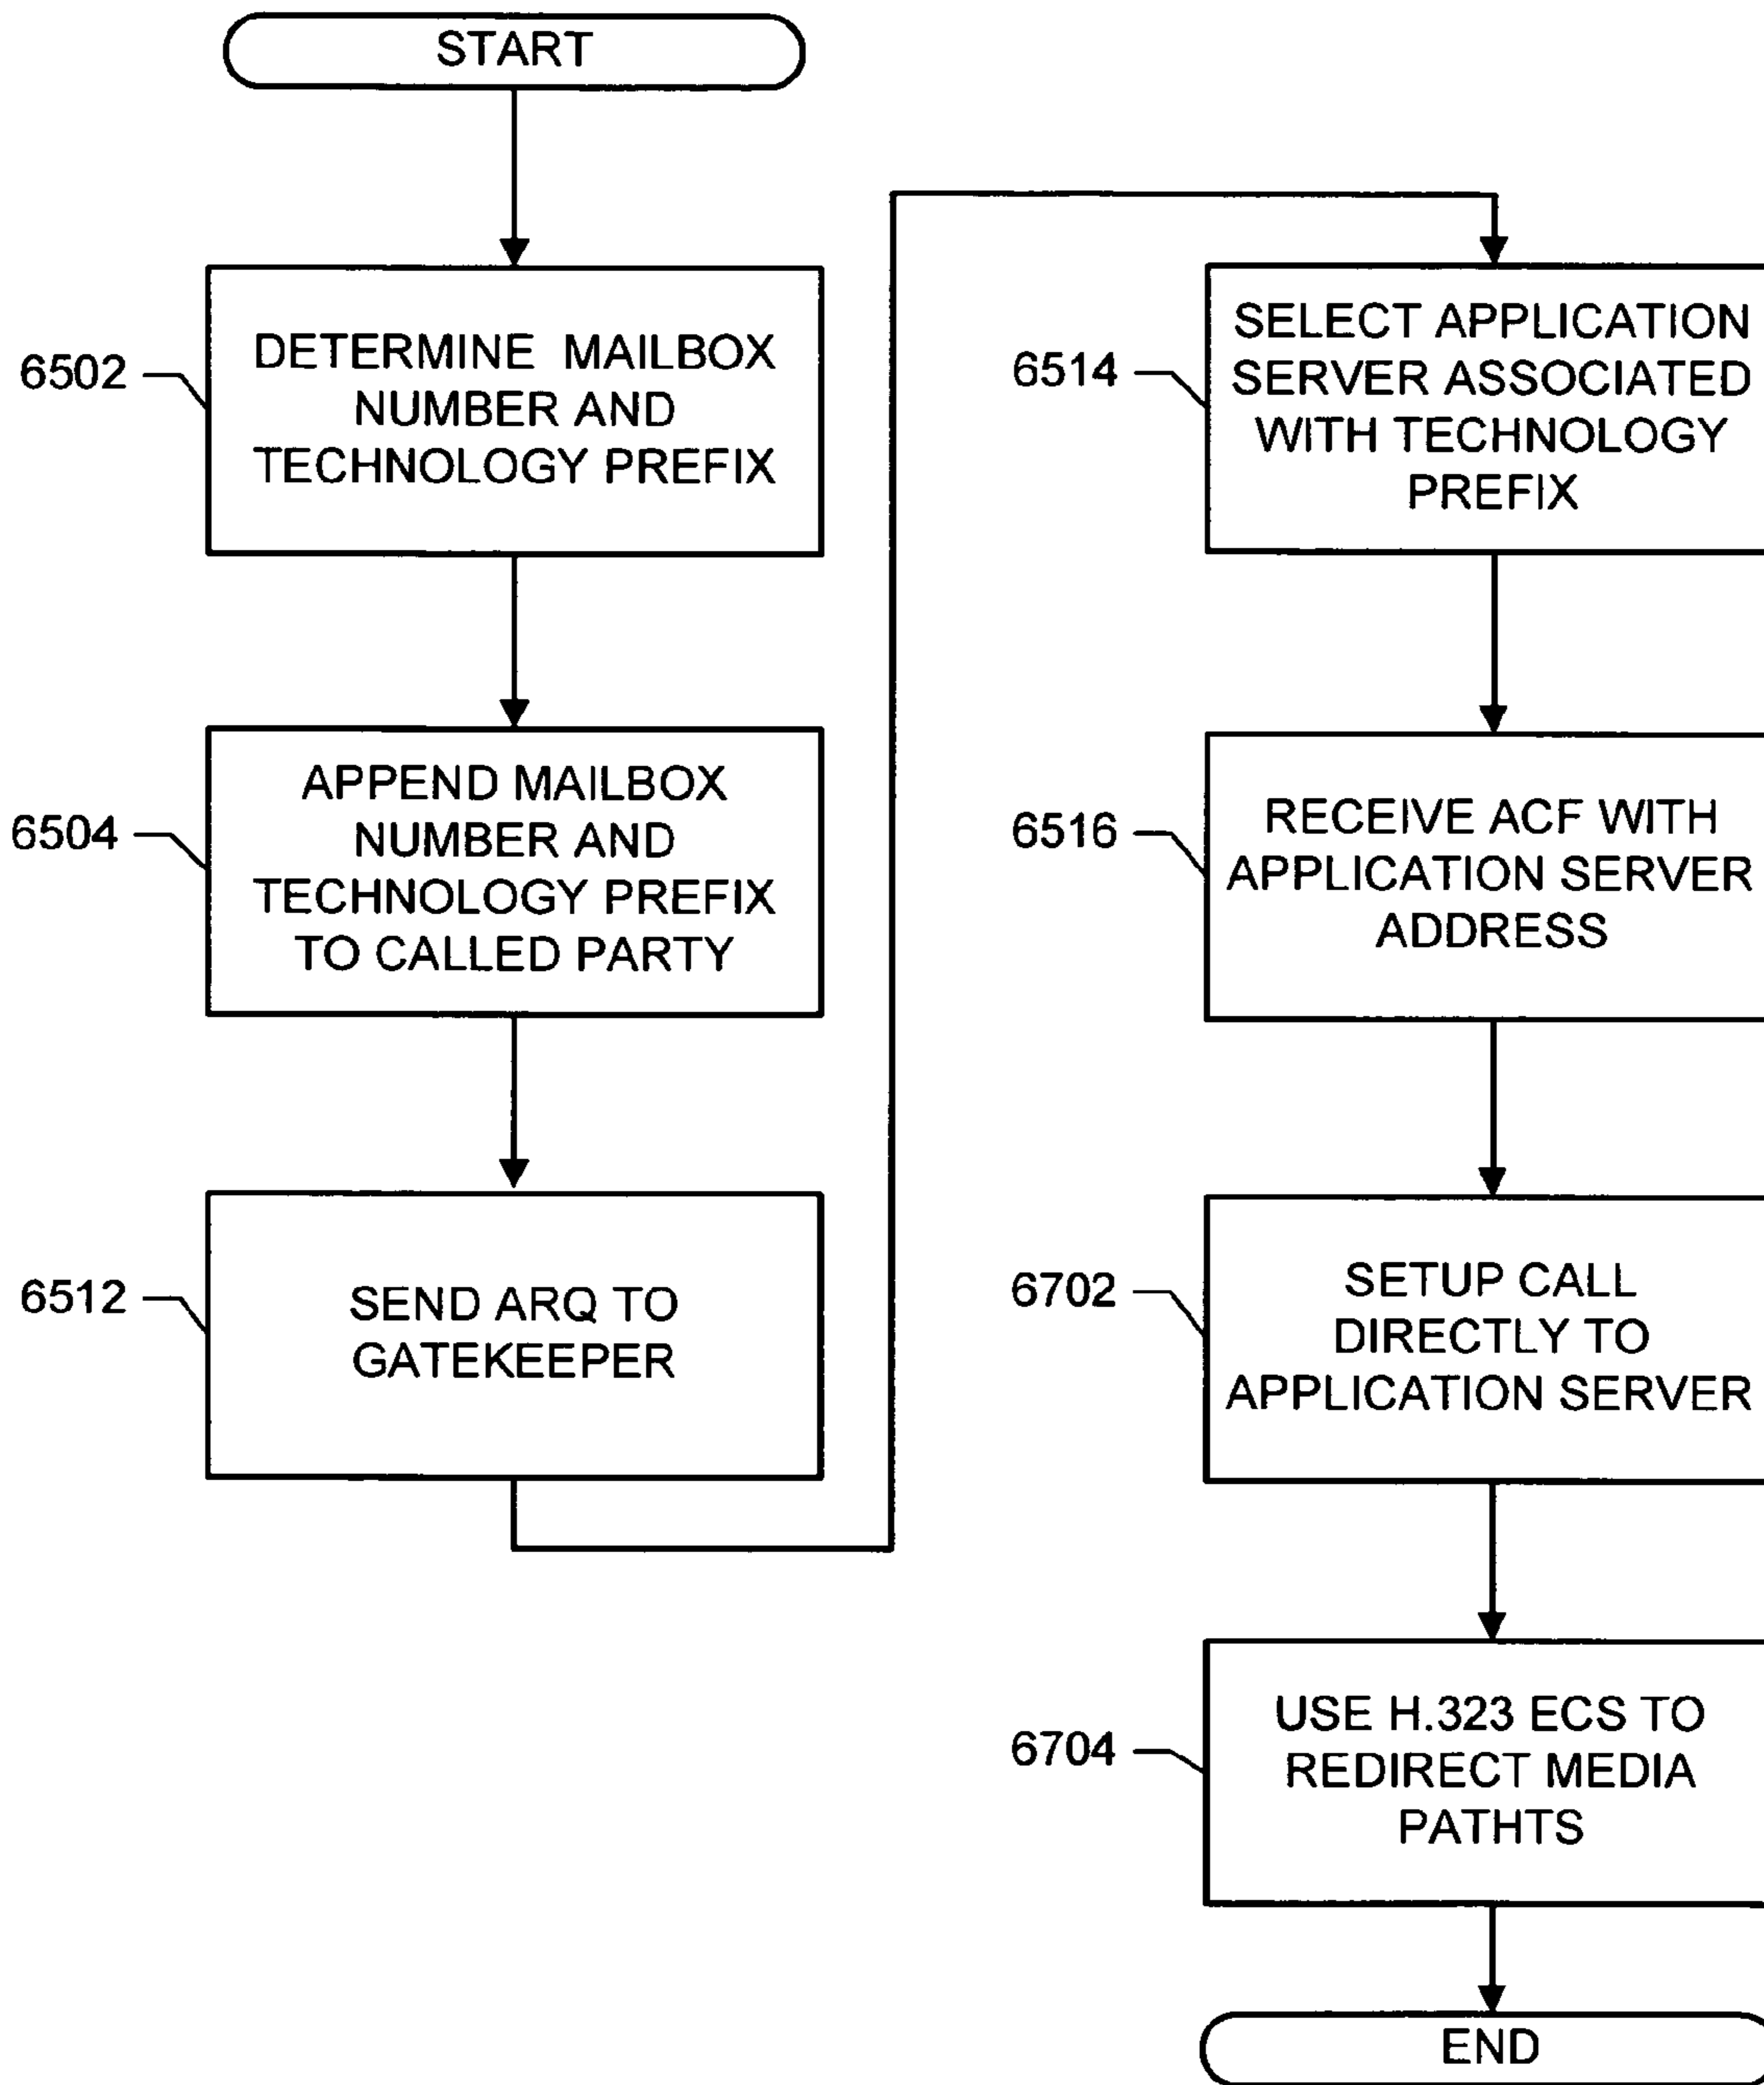 START
6502
DETERMINE MAILBOX
NUMBER AND
TECHNOLOGY PREFIX
6504
APPEND MAILBOX
NUMBER AND
TECHNOLOGY PREFIX
TO CALLED PARTY
6512
SEND ARQ TO
GATEKEEPER
6514
SELECT APPLICATION
SERVER ASSOCIATED
WITH TECHNOLOGY
PREFIX
6516
RECEIVE ACF WITH
APPLICATION SERVER
ADDRESS
6702
SETUP CALL
DIRECTLY TO
APPLICATION SERVER
6704
USE H.323 ECS TO
REDIRECT MEDIA
PATHTS
END